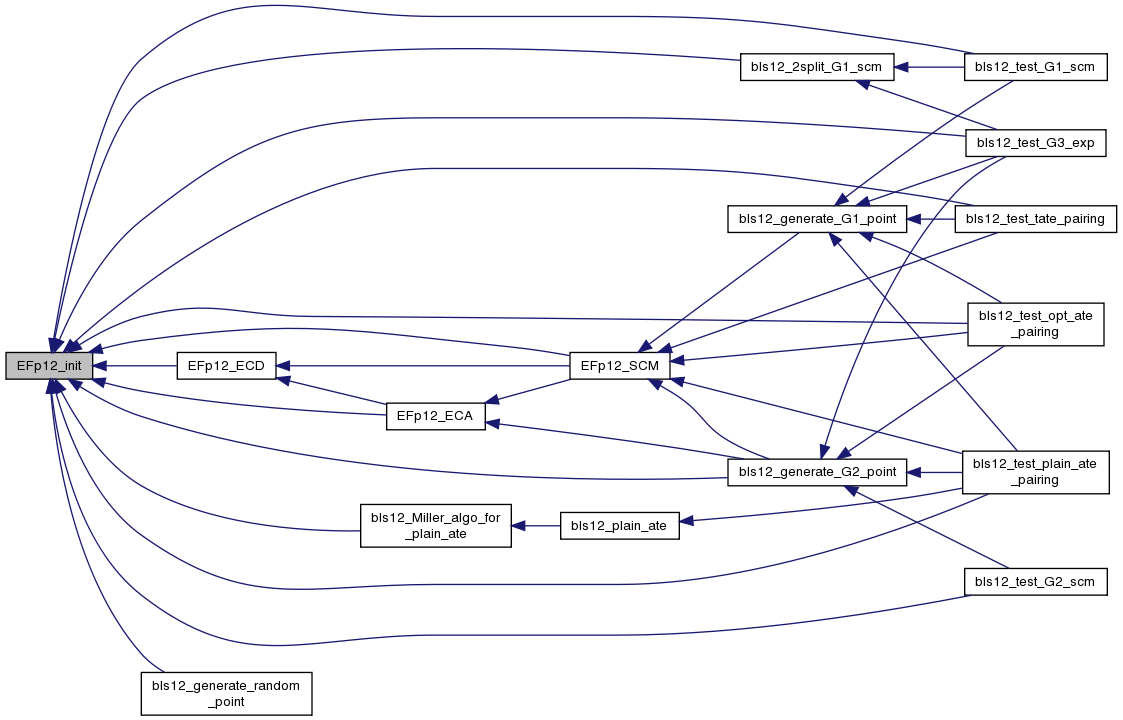 bls12_2split_G1_scm
bls12_test_G1_scm
bls12_test_G3_exp
bls12_generate_G1_point
bls12_test_tate_pairing
bls12_test_opt_ate
_pairing
EFp12_init
EFp12_ECD
EFp12_SCM
EFp12_ECA
bls12_generate_G2_point
bls12_test_plain_ate
_pairing
bls12_Miller_algo_for
_plain_ate
bls12_plain_ate
bls12_test_G2_scm
bls12_generate_random
_point